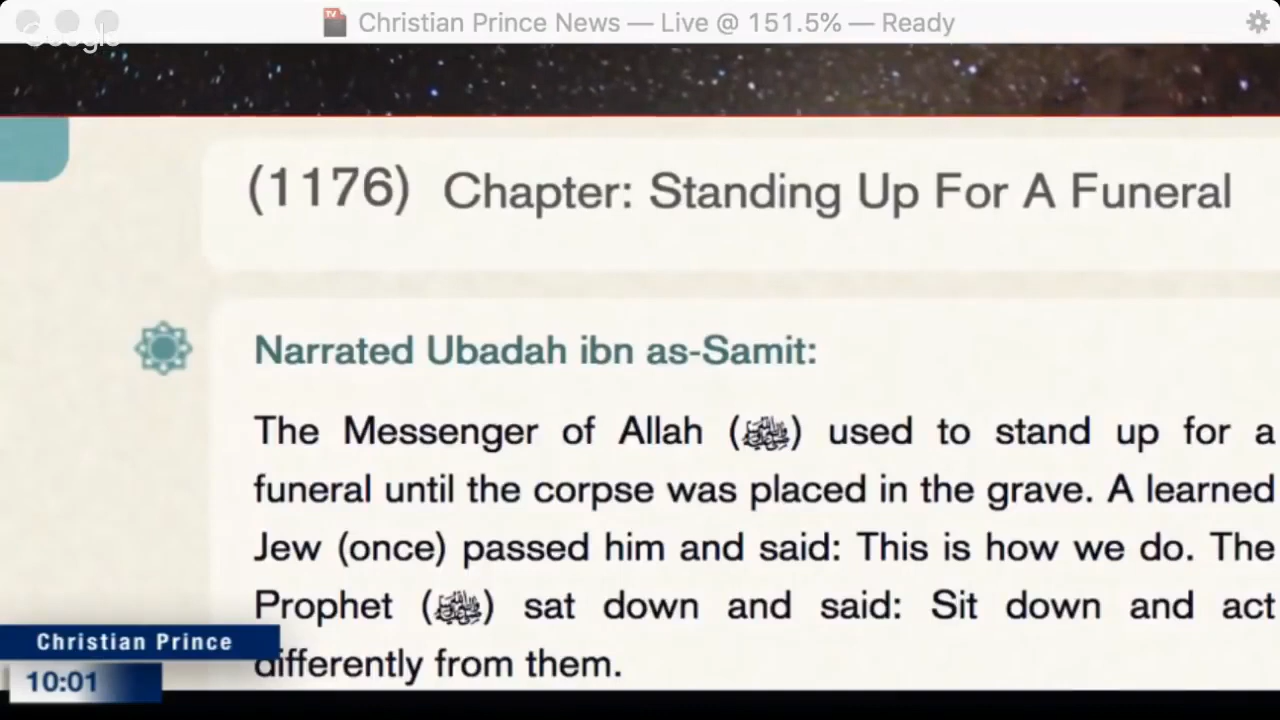 Christian Prince News — Live @ 151.5% — Ready
Google
(1176) Chapter: Standing Up For A Funeral
Narrated Ubadah ibn as-Samit:
The Messenger of Allah (ﷺ) used to stand up for a
funeral until the corpse was placed in the grave. A learned
Jew (once) passed him and said: This is how we do. The
Prophet (ﷺ) sat down and said: Sit down and act
differently from them.
Christian Prince
10:01